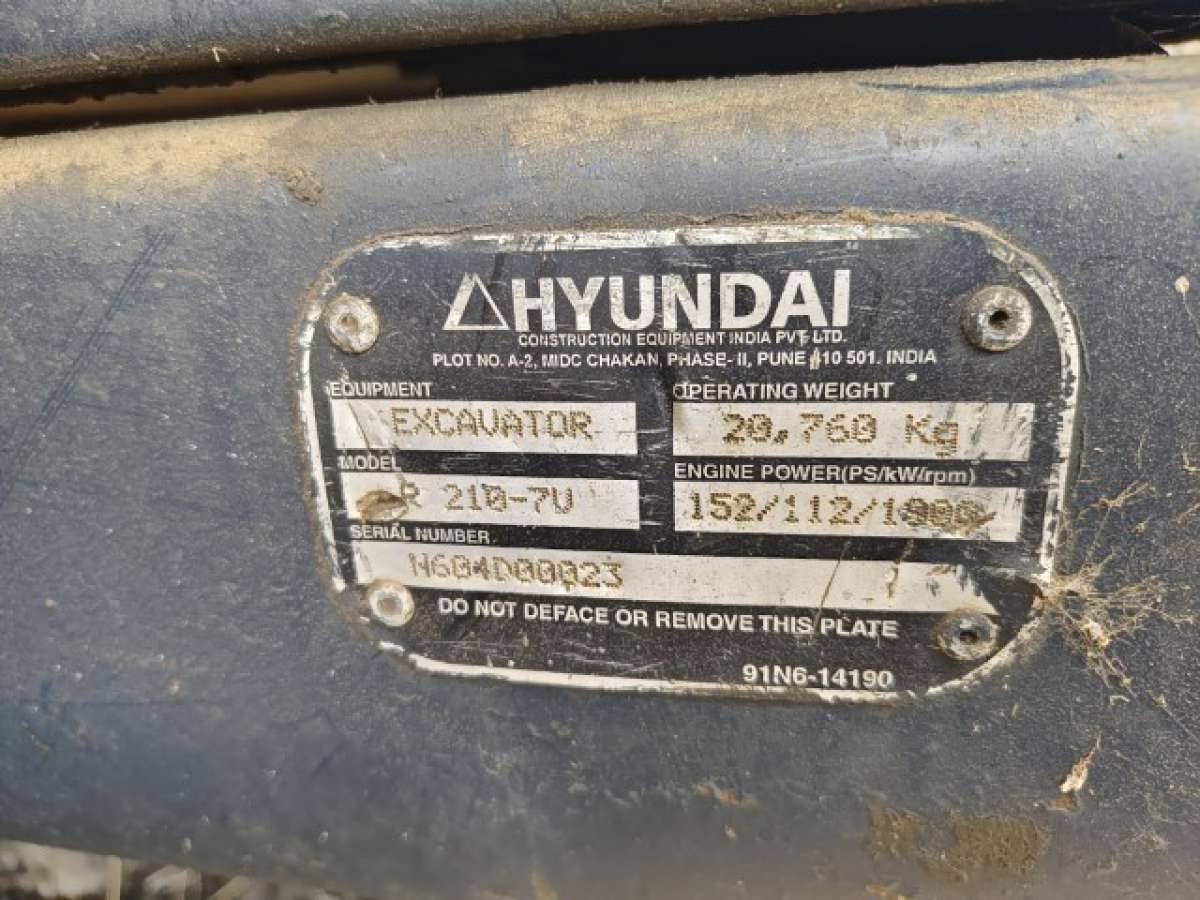 HYUNDAI
CONSTRUCTION EQUIPMENT INDIA PVT. LTD.
PLOT NO. A-2, MIDC CHAKAN, PHASE- II, PUNE 410 501. INDIA
EQUIPMENT
EXCAVATOR
OPERATING WEIGHT
20,760 Kg
MODEL
R 210-7V
ENGINE POWER(PS/kW/rpm)
152/112/1900
SERIAL NUMBER
N604D00023
DO NOT DEFACE OR REMOVE THIS PLATE
91N6-14190